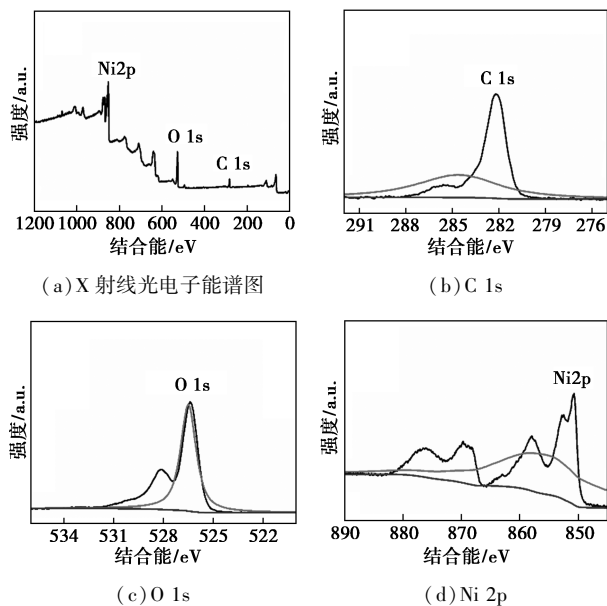 强度/a.u.
Ni2p
O 1s
C 1s
1200 1000 800 600 400 200 0
结合能/eV
(a)X 射线光电子能谱图
强度/a.u.
C 1s
291 288 285 282 279 276
结合能/eV
(b)C 1s
强度/a.u.
O 1s
534 531 528 525 522
结合能/eV
(c)O 1s
强度/a.u.
Ni2p
890 880 870 860 850
结合能/eV
(d)Ni 2p